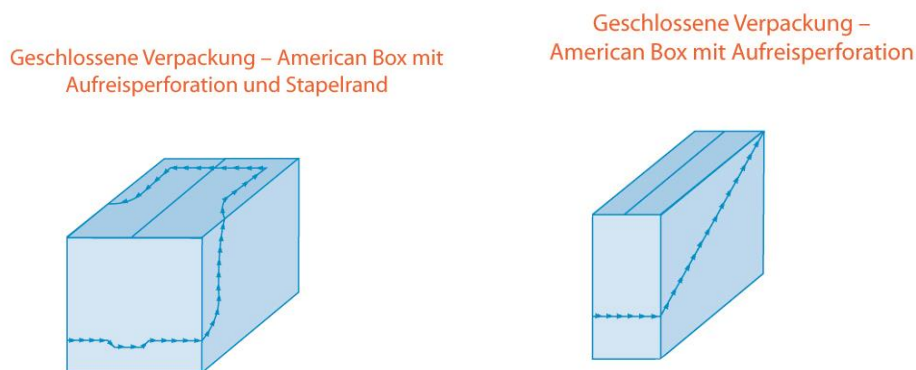 Geschlossene Verpackung – American Box mit
Aufreisperforation und Stapelrand
Geschlossene Verpackung –
American Box mit Aufreisperforation